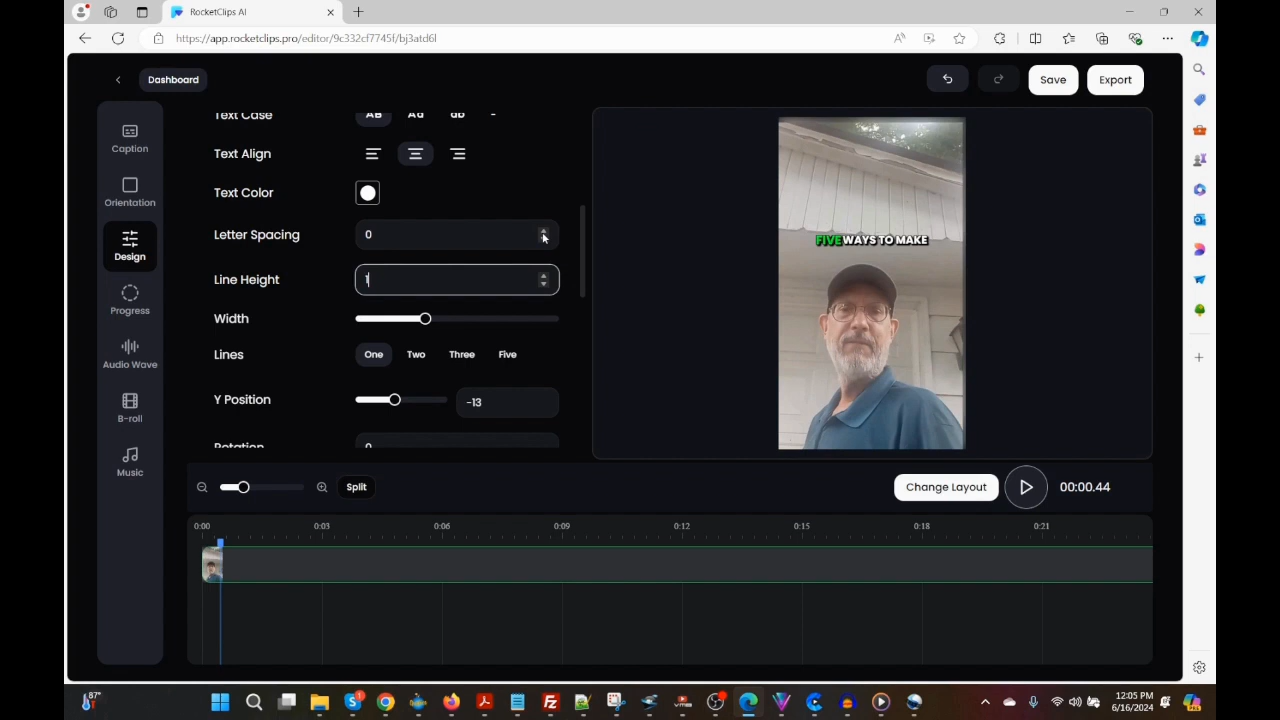 RocketClips AI
https://app.rocketclips.pro/editor/9c332cf7745f/bj3atd6l
Dashboard
Save
Export
Caption
Orientation
Design
Progress
Audio Wave
B-roll
Music
Text Case
AB
Aa
ab
-
Text Align
Text Color
Letter Spacing
0
Line Height
1
Width
Lines
One
Two
Three
Five
Y Position
-13
Rotation
0
FIVE WAYS TO MAKE
Split
Change Layout
00:00.44
0:00
0:03
0:06
0:09
0:12
0:15
0:18
0:21
87°
12:05 PM
6/16/2024